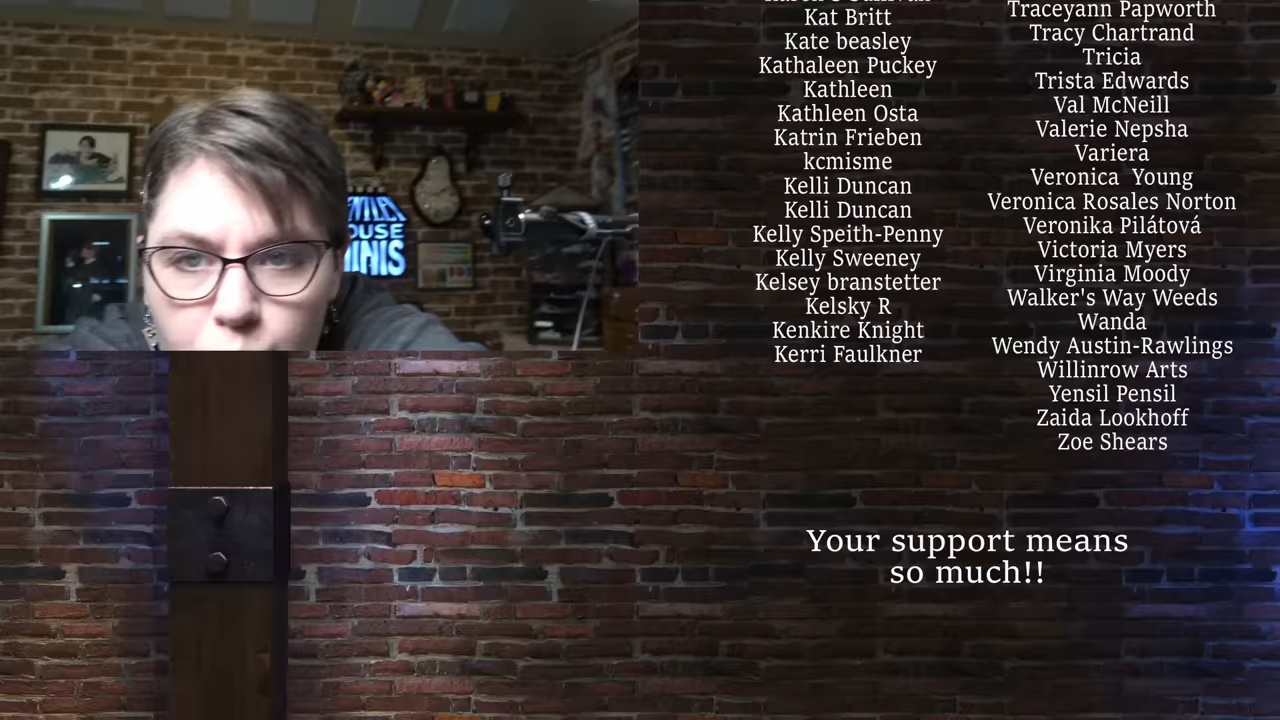 NTLEY
OUSE
MINIS
Kat Britt
Kate beasley
Kathaleen Puckey
Kathleen
Kathleen Osta
Katrin Frieben
kcmisme
Kelli Duncan
Kelli Duncan
Kelly Speith-Penny
Kelly Sweeney
Kelsey branstetter
Kelsky R
Kenkire Knight
Kerri Faulkner
Traceyann Papworth
Tracy Chartrand
Tricia
Trista Edwards
Val McNeill
Valerie Nepsha
Variera
Veronica  Young
Veronica Rosales Norton
Veronika Pilátová
Victoria Myers
Virginia Moody
Walker's Way Weeds
Wanda
Wendy Austin-Rawlings
Willinrow Arts
Yensil Pensil
Zaida Lookhoff
Zoe Shears
Your support means
so much!!